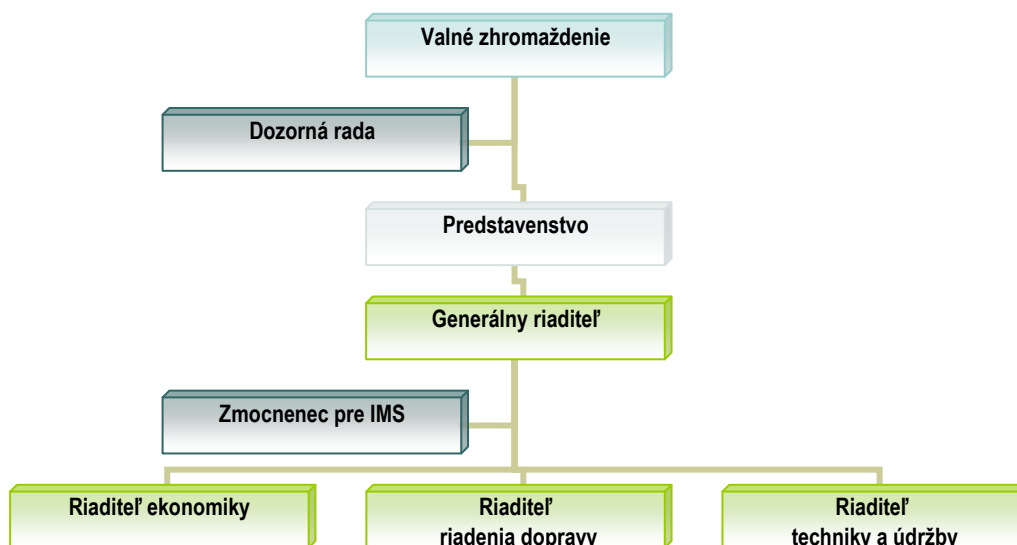 Valné zhromaždenie
Dozorná rada
Predstavenstvo
Generálny riaditeľ
Zmocnenec pre IMS
Riaditeľ ekonomiky
Riaditeľ
riadenia dopravy
Riaditeľ
techniky a údržby